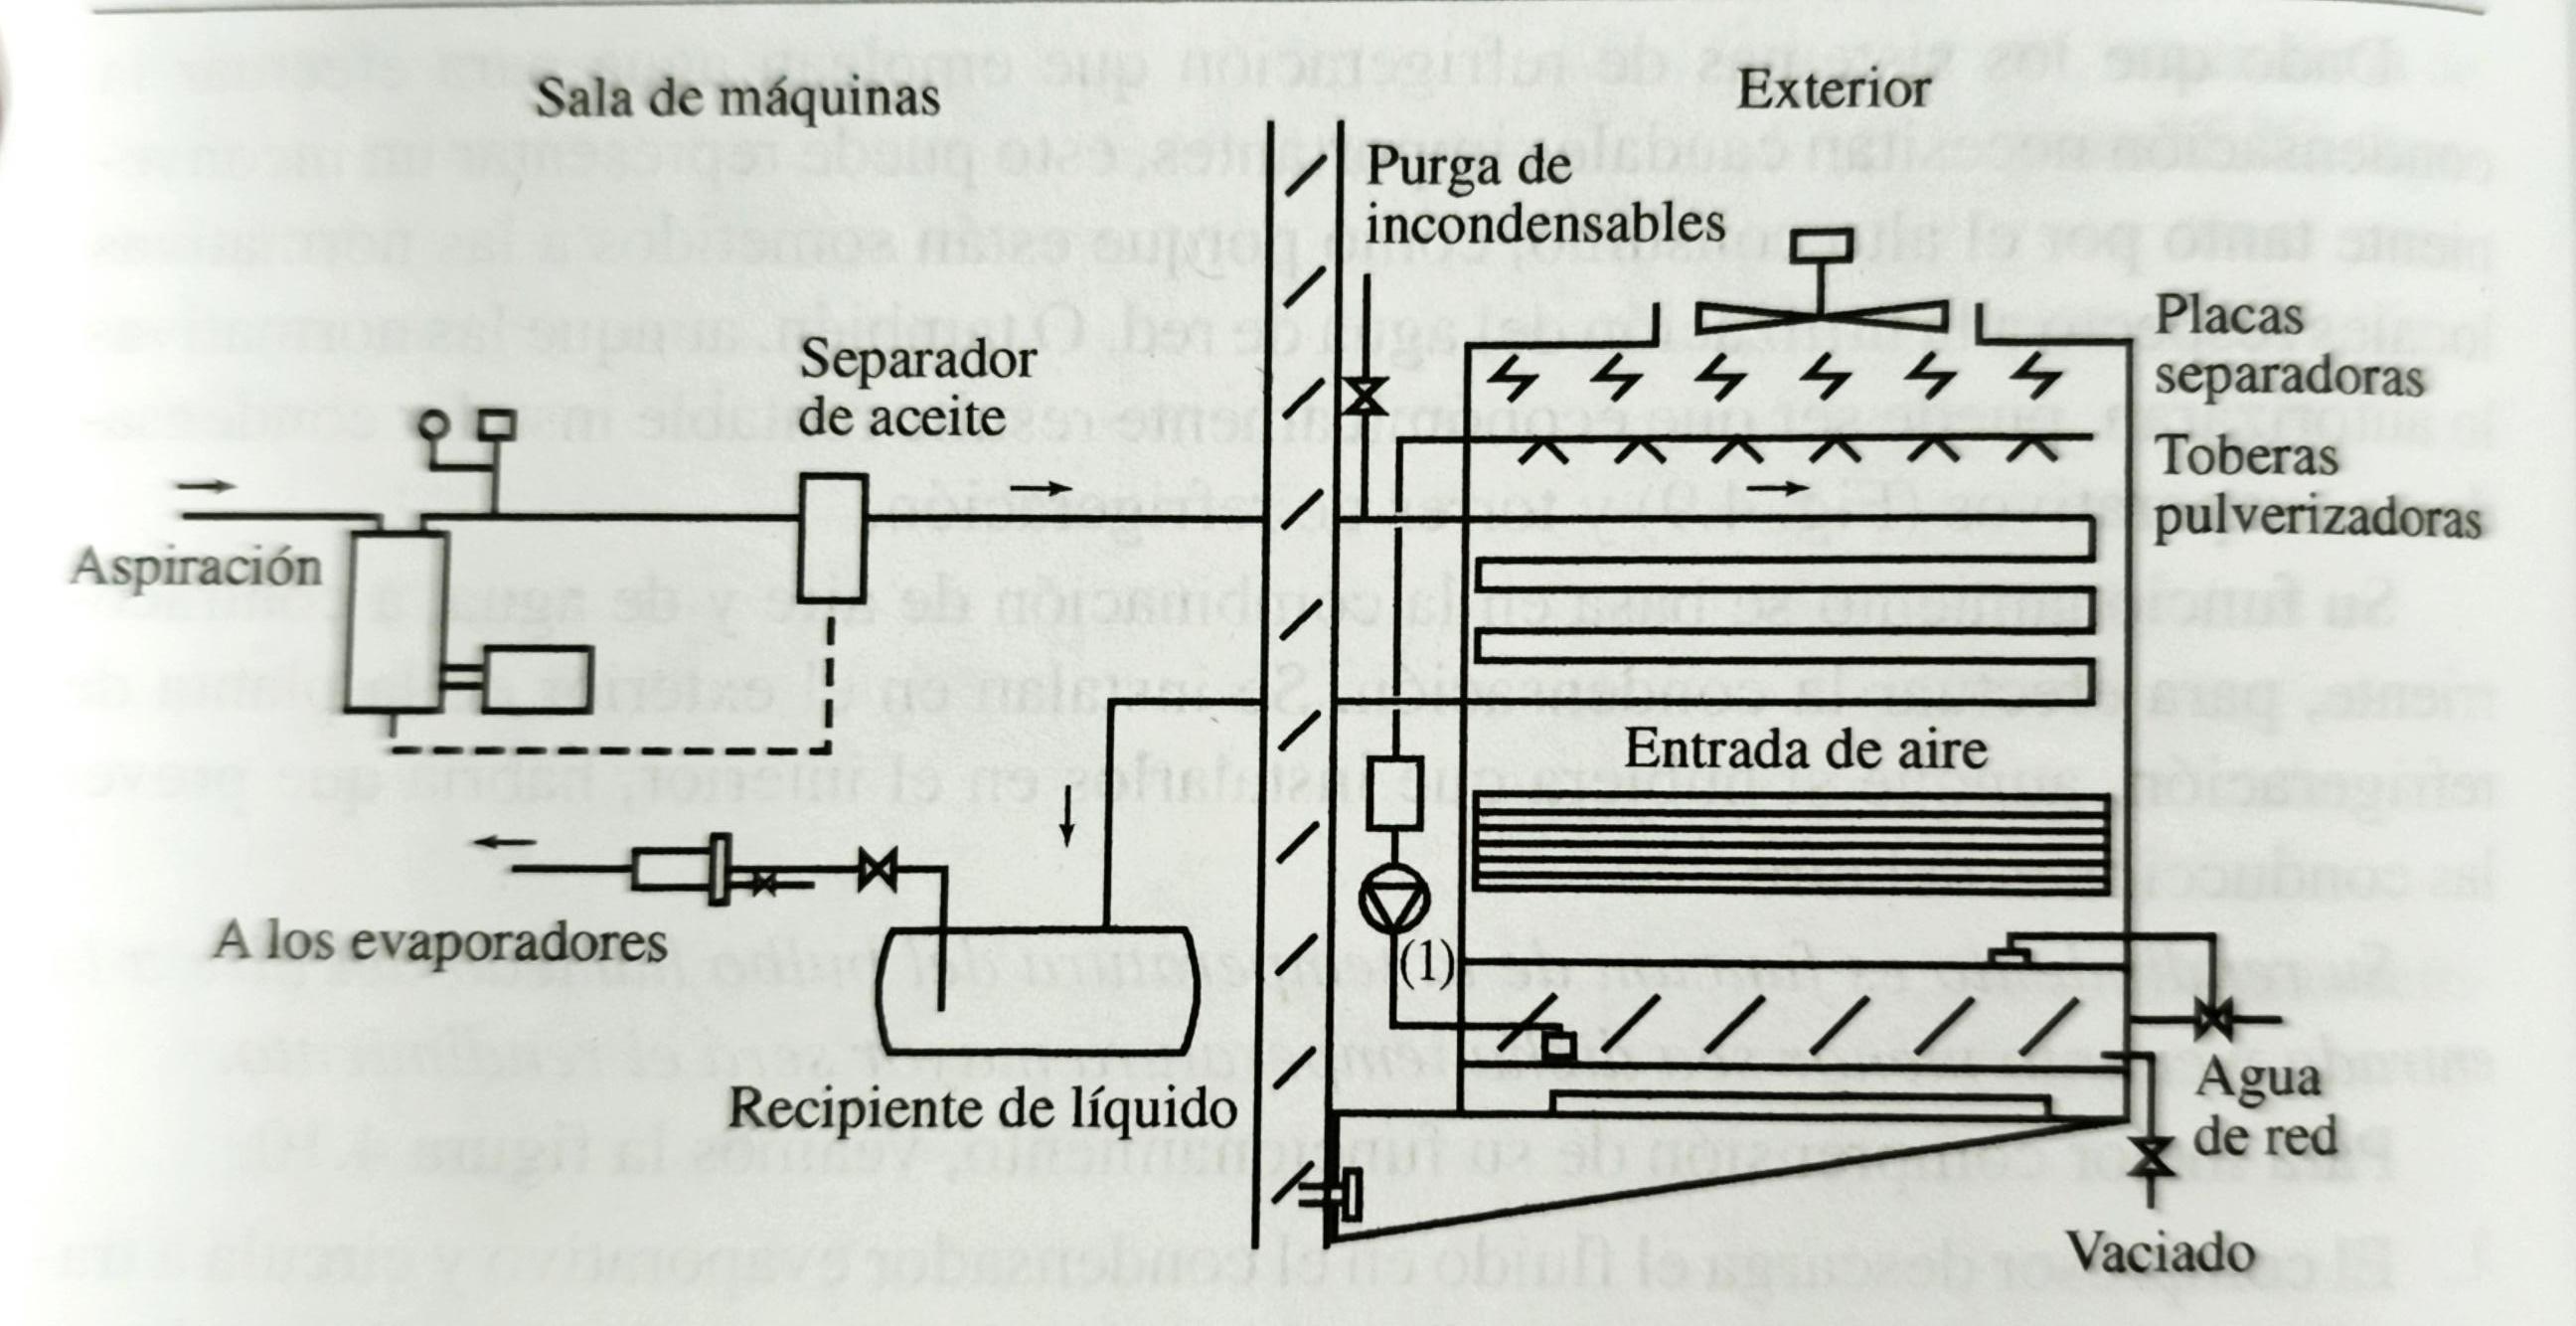 Sala de máquinas
Exterior
Purga de
incondensables
Placas
separadoras
Separador
de aceite
Toberas
pulverizadoras
Aspiración
Entrada de aire
A los evaporadores
(1)
Recipiente de líquido
Agua
de red
Vaciado